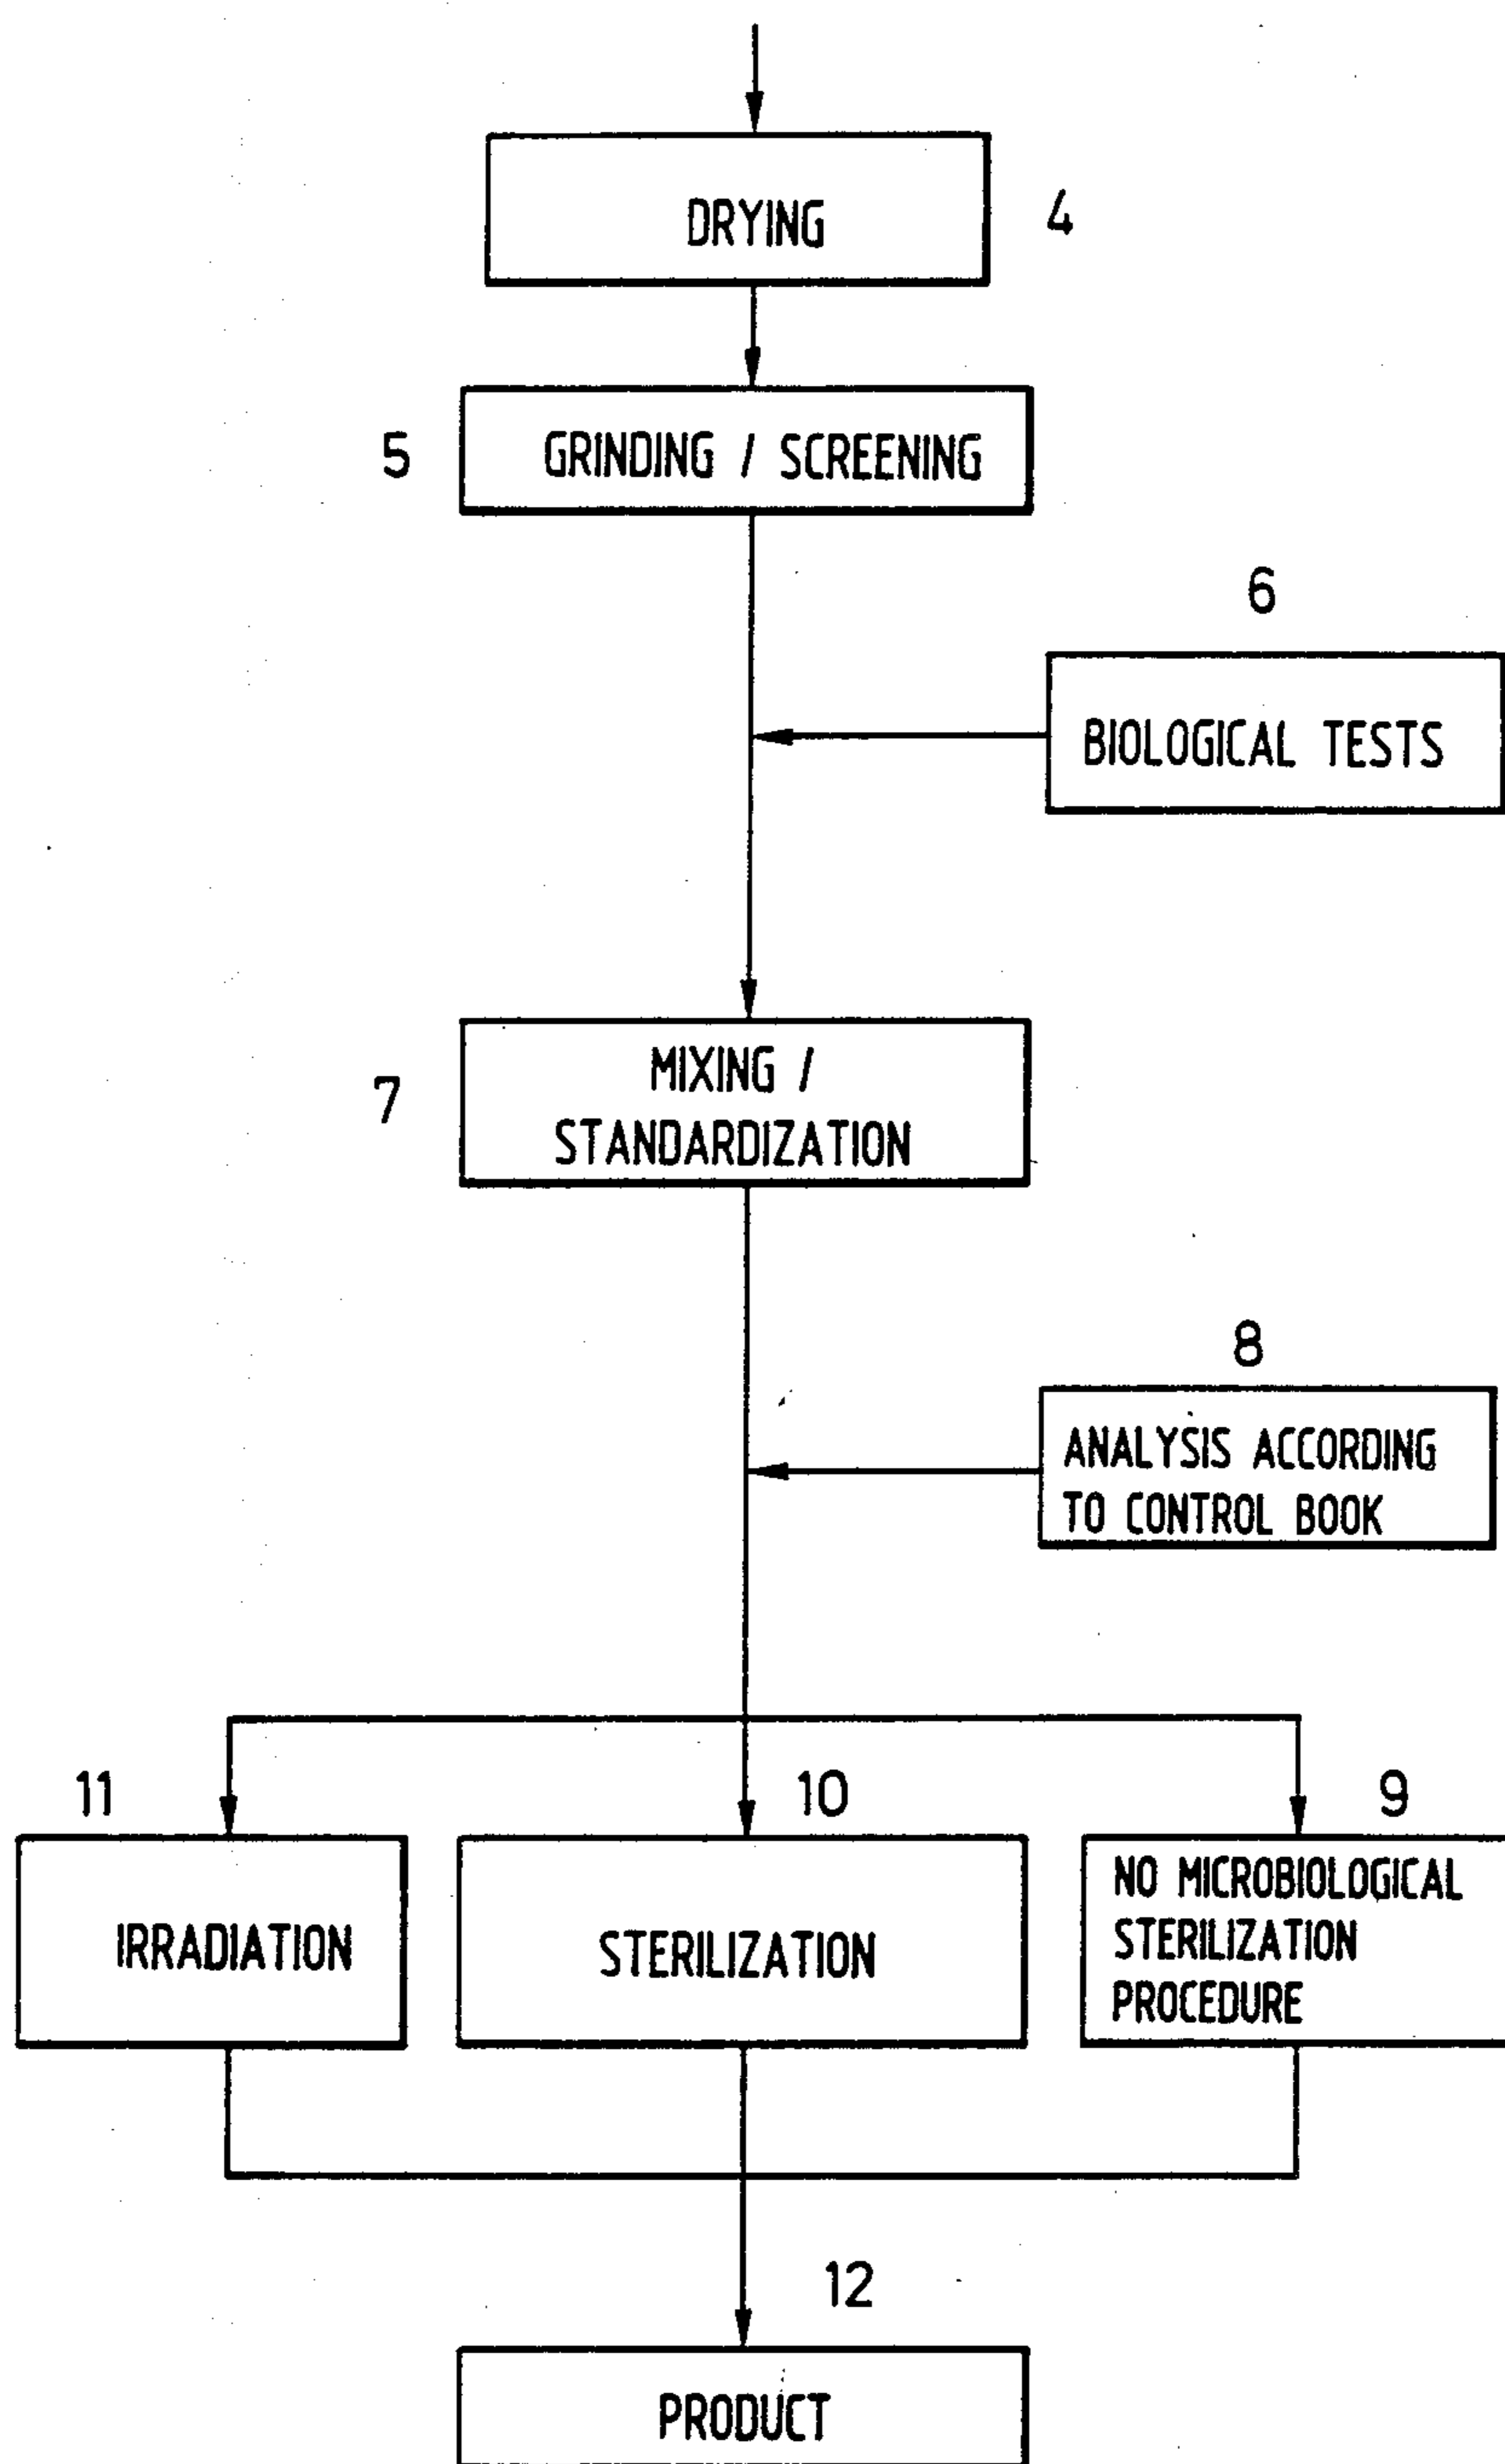 DRYING
4
5
GRINDING / SCREENING
6
BIOLOGICAL TESTS
7
MIXING /
STANDARDIZATION
8
ANALYSIS ACCORDING
TO CONTROL BOOK
11
10
9
IRRADIATION
STERILIZATION
NO MICROBIOLOGICAL
STERILIZATION
PROCEDURE
12
PRODUCT